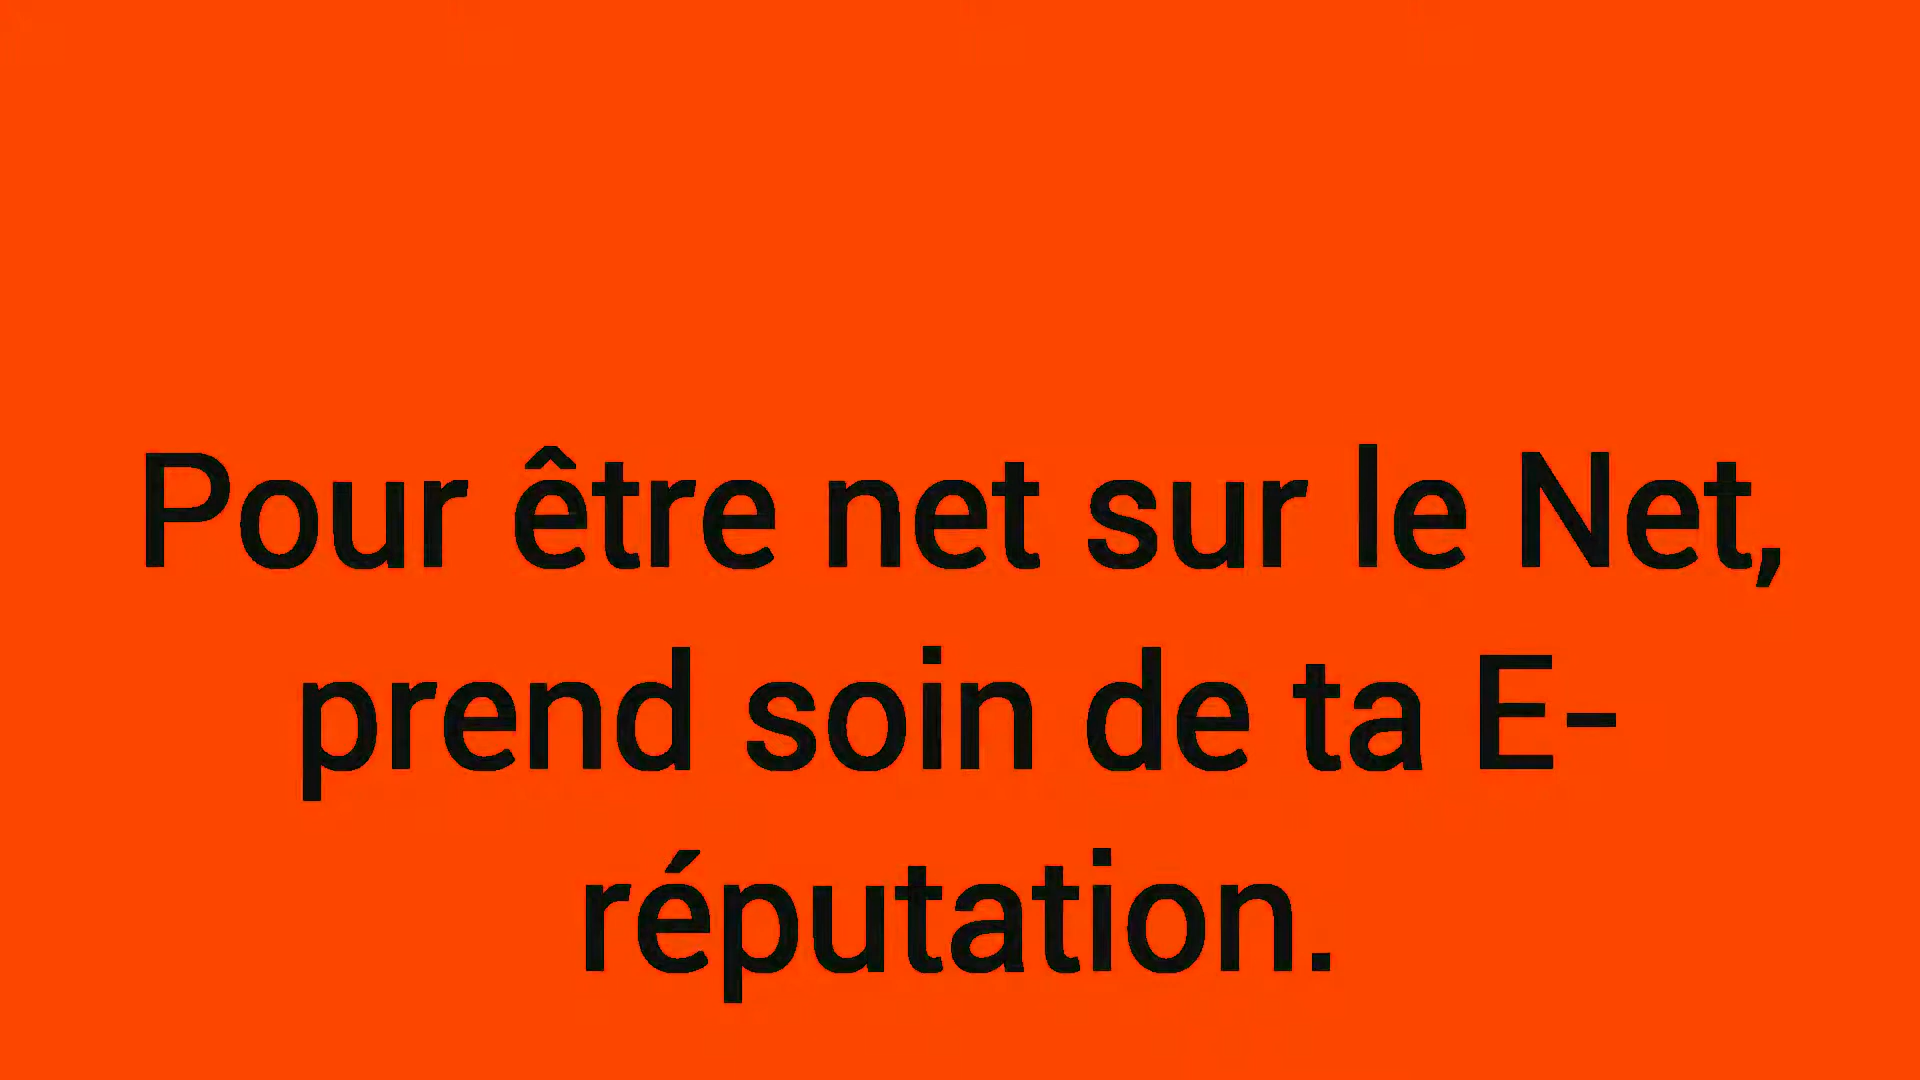 Pour être net sur le Net,
prend soin de ta E-
réputation.